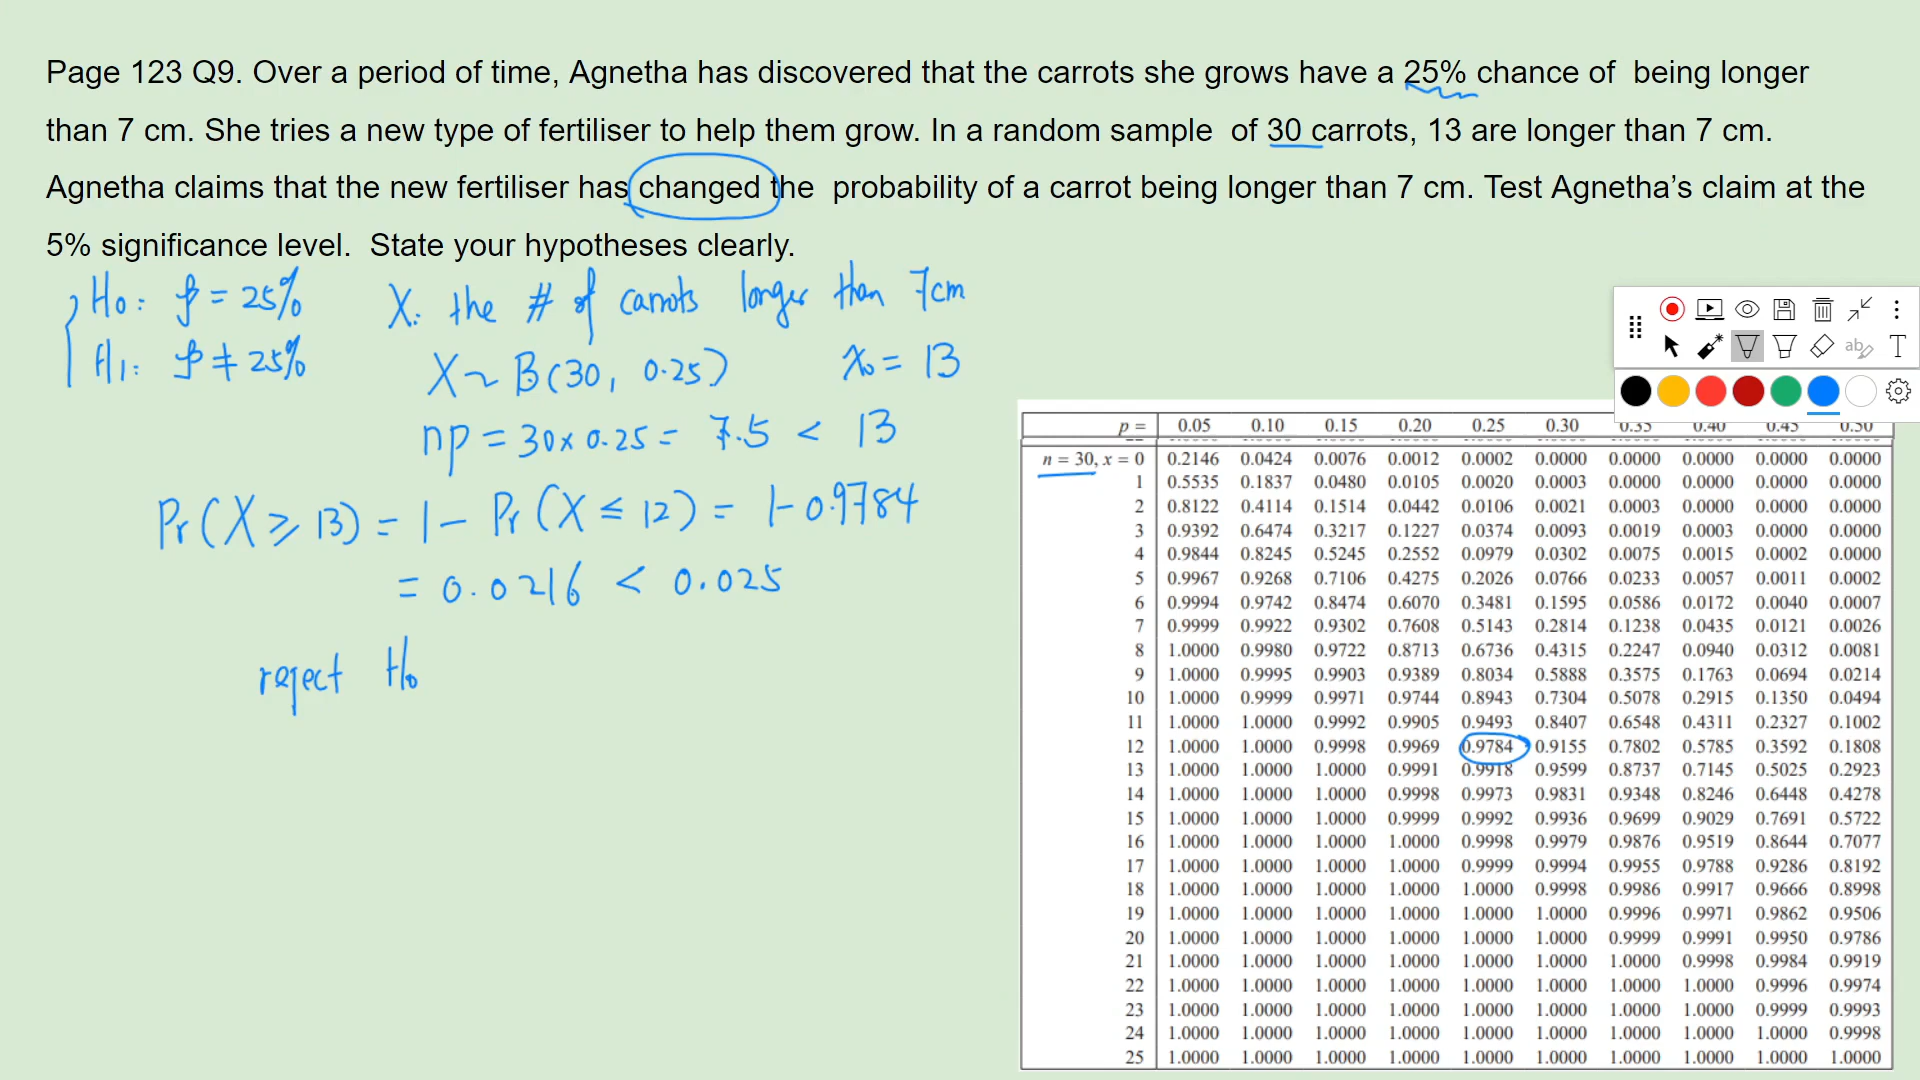 Page 123 Q9. Over a period of time, Agnetha has discovered that the carrots she grows have a 25% chance of being longer
than 7 cm. She tries a new type of fertiliser to help them grow. In a random sample of 30 carrots, 13 are longer than 7 cm.
Agnetha claims that the new fertiliser has changed the probability of a carrot being longer than 7 cm. Test Agnetha’s claim at the
5% significance level. State your hypotheses clearly.
H₀: p = 25%
H₁: p ≠ 25%
X: the # of carrots longer than 7cm
X ~ B(30, 0.25) x₀ = 13
np = 30 x 0.25 = 7.5 < 13
Pr(X ≥ 13) = 1 - Pr(X ≤ 12) = 1-0.9784
= 0.0216 < 0.025
reject H₀
ab T
p = 0.05 0.10 0.15 0.20 0.25 0.30 0.35 0.40 0.45 0.50
n = 30, x = 0 0.2146 0.0424 0.0076 0.0012 0.0002 0.0000 0.0000 0.0000 0.0000 0.0000
1 0.5535 0.1837 0.0480 0.0105 0.0020 0.0003 0.0000 0.0000 0.0000 0.0000
2 0.8122 0.4114 0.1514 0.0442 0.0106 0.0021 0.0003 0.0000 0.0000 0.0000
3 0.9392 0.6474 0.3217 0.1227 0.0374 0.0093 0.0019 0.0003 0.0000 0.0000
4 0.9844 0.8245 0.5245 0.2552 0.0979 0.0302 0.0075 0.0015 0.0002 0.0000
5 0.9967 0.9268 0.7106 0.4275 0.2026 0.0766 0.0233 0.0057 0.0011 0.0002
6 0.9994 0.9742 0.8474 0.6070 0.3481 0.1595 0.0586 0.0172 0.0040 0.0007
7 0.9999 0.9922 0.9302 0.7608 0.5143 0.2814 0.1238 0.0435 0.0121 0.0026
8 1.0000 0.9980 0.9722 0.8713 0.6736 0.4315 0.2247 0.0940 0.0312 0.0081
9 1.0000 0.9995 0.9903 0.9389 0.8034 0.5888 0.3575 0.1763 0.0694 0.0214
10 1.0000 0.9999 0.9971 0.9744 0.8943 0.7304 0.5078 0.2915 0.1350 0.0494
11 1.0000 1.0000 0.9992 0.9905 0.9493 0.8407 0.6548 0.4311 0.2327 0.1002
12 1.0000 1.0000 0.9998 0.9969 0.9784 0.9155 0.7802 0.5785 0.3592 0.1808
13 1.0000 1.0000 1.0000 0.9991 0.9918 0.9599 0.8737 0.7145 0.5025 0.2923
14 1.0000 1.0000 1.0000 0.9998 0.9973 0.9831 0.9348 0.8246 0.6448 0.4278
15 1.0000 1.0000 1.0000 0.9999 0.9992 0.9936 0.9699 0.9029 0.7691 0.5722
16 1.0000 1.0000 1.0000 1.0000 0.9998 0.9979 0.9876 0.9519 0.8644 0.7077
17 1.0000 1.0000 1.0000 1.0000 0.9999 0.9994 0.9955 0.9788 0.9286 0.8192
18 1.0000 1.0000 1.0000 1.0000 1.0000 0.9998 0.9986 0.9917 0.9666 0.8998
19 1.0000 1.0000 1.0000 1.0000 1.0000 1.0000 0.9996 0.9971 0.9862 0.9506
20 1.0000 1.0000 1.0000 1.0000 1.0000 1.0000 0.9999 0.9991 0.9950 0.9786
21 1.0000 1.0000 1.0000 1.0000 1.0000 1.0000 1.0000 0.9998 0.9984 0.9919
22 1.0000 1.0000 1.0000 1.0000 1.0000 1.0000 1.0000 1.0000 0.9996 0.9974
23 1.0000 1.0000 1.0000 1.0000 1.0000 1.0000 1.0000 1.0000 0.9999 0.9993
24 1.0000 1.0000 1.0000 1.0000 1.0000 1.0000 1.0000 1.0000 1.0000 0.9998
25 1.0000 1.0000 1.0000 1.0000 1.0000 1.0000 1.0000 1.0000 1.0000 1.0000